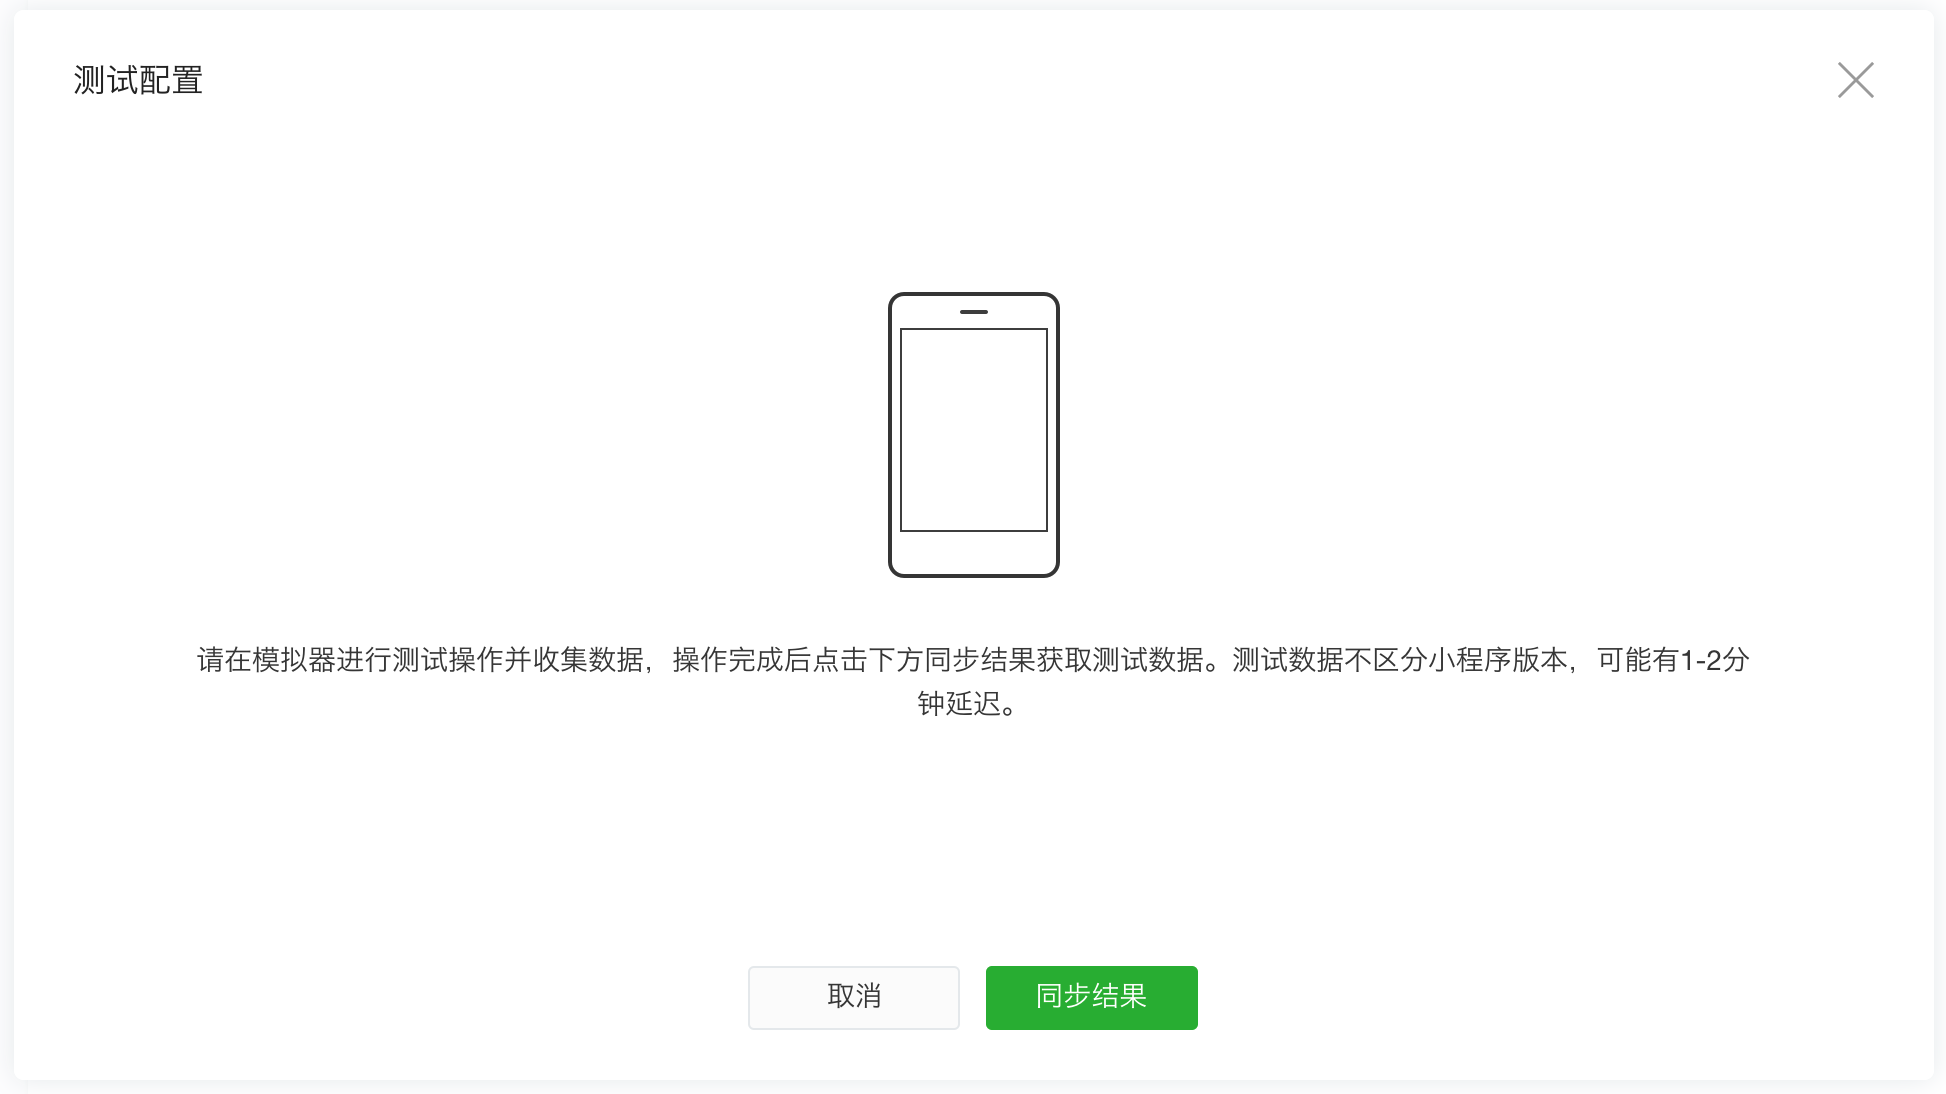 测试配置
请在模拟器进行测试操作并收集数据，操作完成后点击下方同步结果获取测试数据。测试数据不区分小程序版本，可能有1-2分
钟延迟。
取消
同步结果